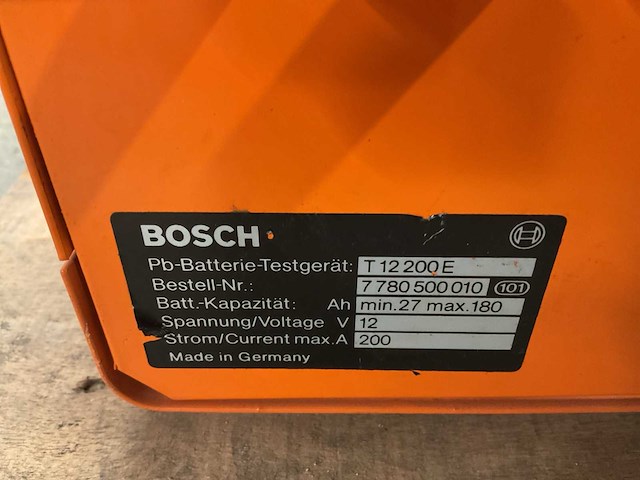 BOSCH
Pb-Batterie-Testgerät: T 12 200 E
Bestell-Nr.: 7 780 500 010 101
Batt.-Kapazität: Ah min.27 max.180
Spannung/Voltage V 12
Strom/Current max.A 200
Made in Germany